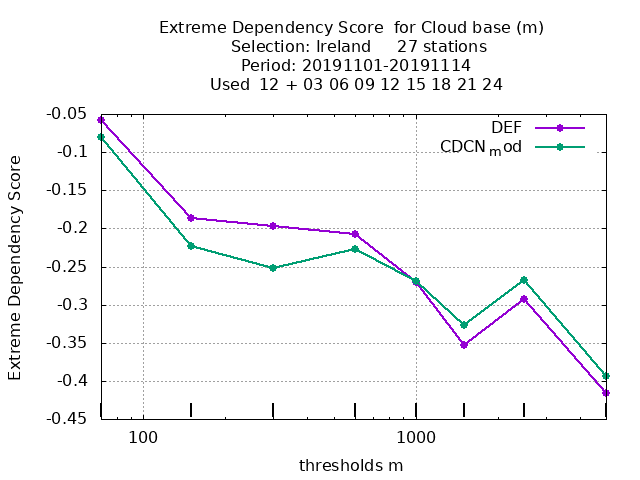 Extreme Dependency Score  for Cloud base (m)
Selection: Ireland     27 stations
Period: 20191101-20191114
Used  12 + 03 06 09 12 15 18 21 24
DEF
CDCNmod
Extreme Dependency Score
-0.05
-0.1
-0.15
-0.2
-0.25
-0.3
-0.35
-0.4
-0.45
100
1000
thresholds m